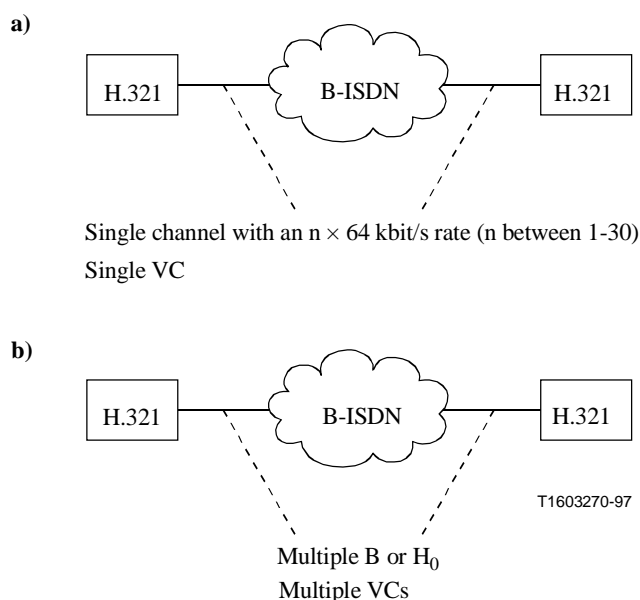 a)
H.321
B-ISDN
H.321
Single channel with an n × 64 kbit/s rate (n between 1-30)
Single VC
b)
H.321
B-ISDN
H.321
T1603270-97
Multiple B or H₀
Multiple VCs